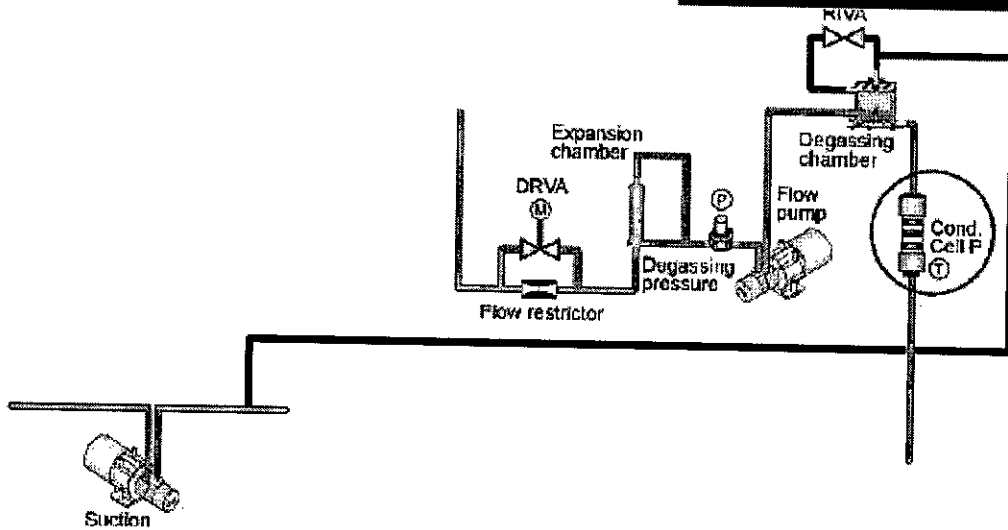 RIVA
Degassing
chamber
Expansion
chamber
DRVA
M
P
Flow
pump
Cond.
Cell P
T
Degassing
pressure
Flow restrictor
Suction